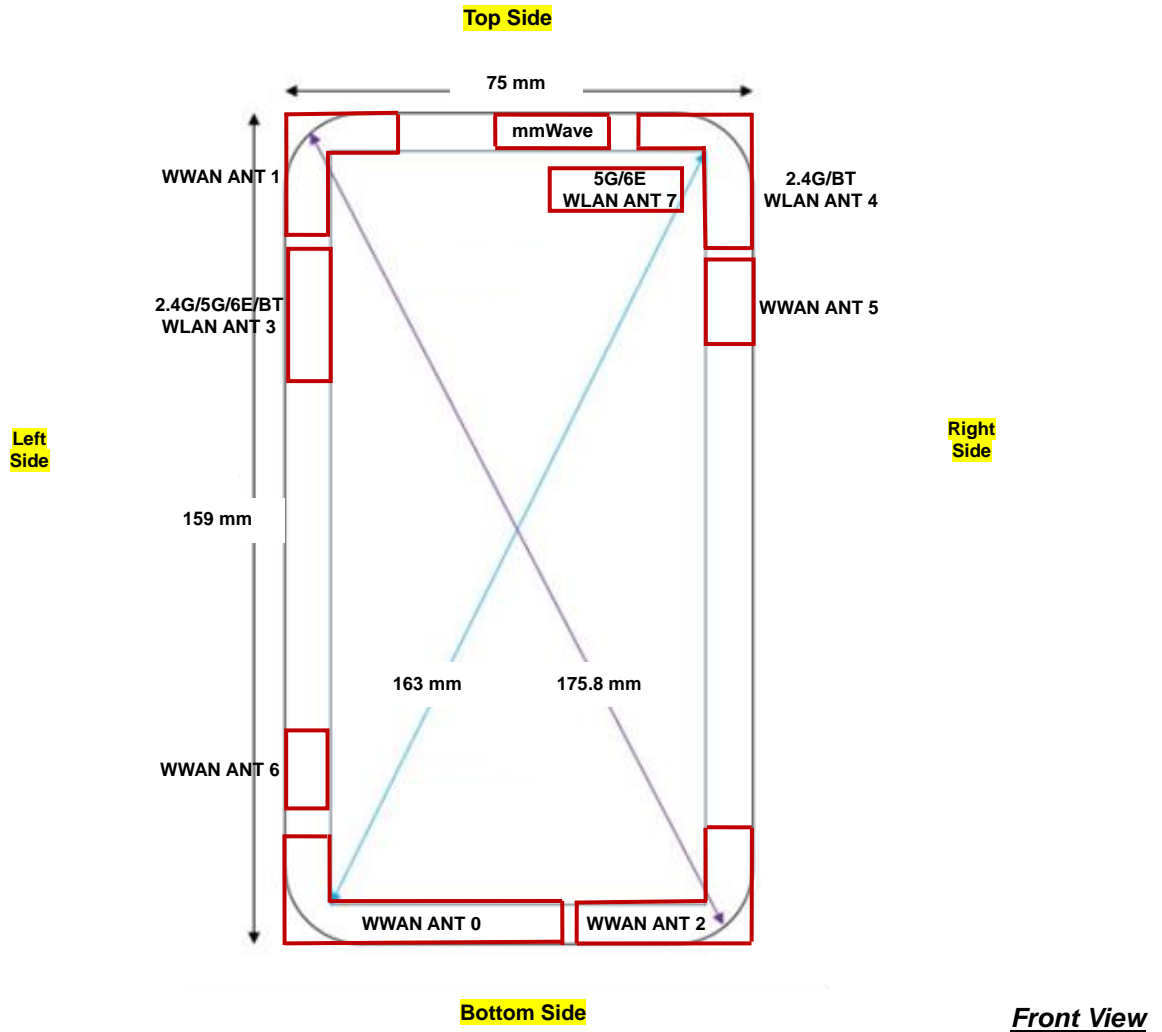 Top Side
75 mm
mmWave
WWAN ANT 1
5G/6E
WLAN ANT 7
2.4G/BT
WLAN ANT 4
2.4G/5G/6E/BT
WLAN ANT 3
WWAN ANT 5
Left
Side
Right
Side
159 mm
163 mm
175.8 mm
WWAN ANT 6
WWAN ANT 0
WWAN ANT 2
Bottom Side
Front View